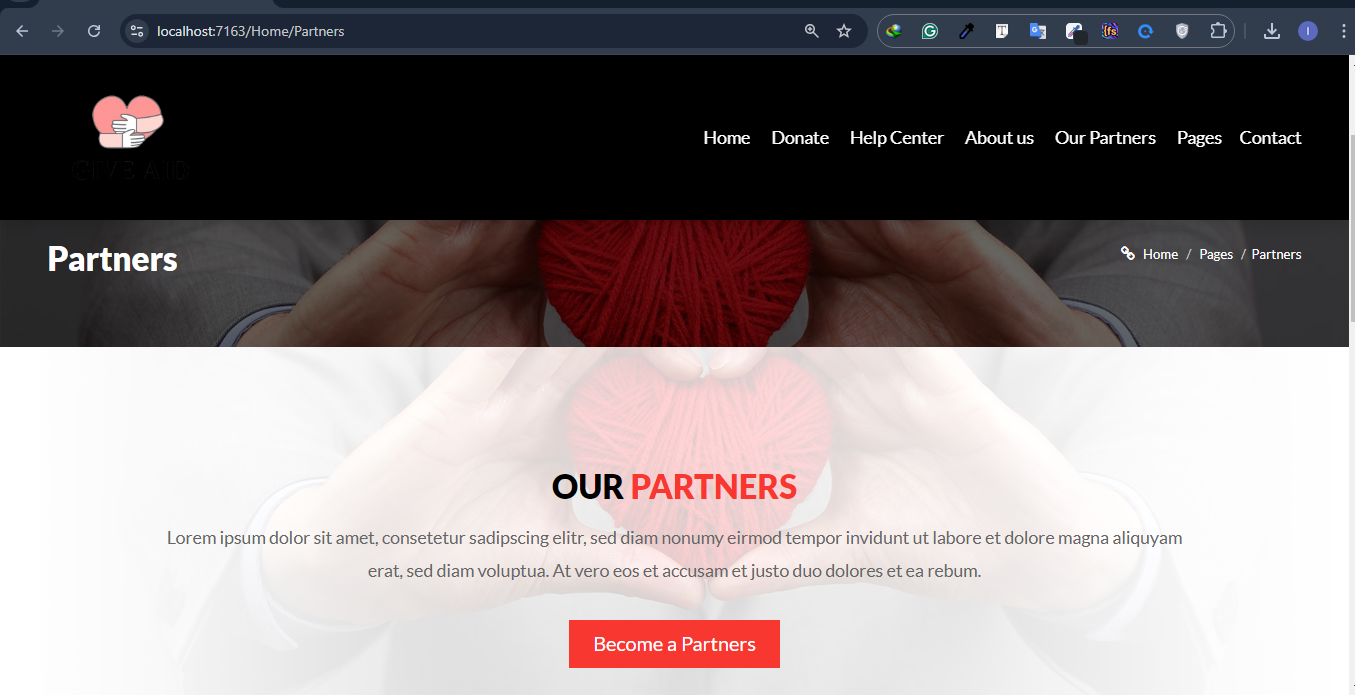 localhost:7163/Home/Partners
GIVE AID
Home Donate Help Center About us Our Partners Pages Contact
Partners
Home / Pages / Partners
OUR PARTNERS
Lorem ipsum dolor sit amet, consetetur sadipscing elitr, sed diam nonumy eirmod tempor invidunt ut labore et dolore magna aliquyam
erat, sed diam voluptua. At vero eos et accusam et justo duo dolores et ea rebum.
Become a Partners